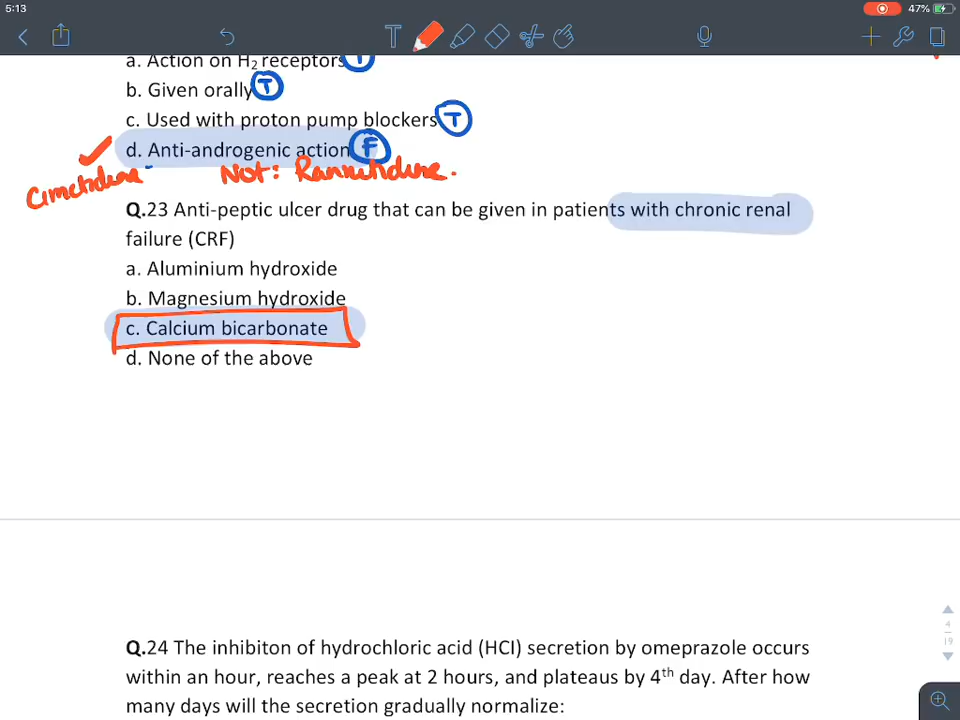 5:13
47%
a. Action on H₂ receptors T
b. Given orally T
c. Used with proton pump blockers T
d. Anti-androgenic action F
Cimetidine Not: Ranitidine.
Q.23 Anti-peptic ulcer drug that can be given in patients with chronic renal
failure (CRF)
a. Aluminium hydroxide
b. Magnesium hydroxide
c. Calcium bicarbonate
d. None of the above
4
19
Q.24 The inhibiton of hydrochloric acid (HCl) secretion by omeprazole occurs
within an hour, reaches a peak at 2 hours, and plateaus by 4th day. After how
many days will the secretion gradually normalize: